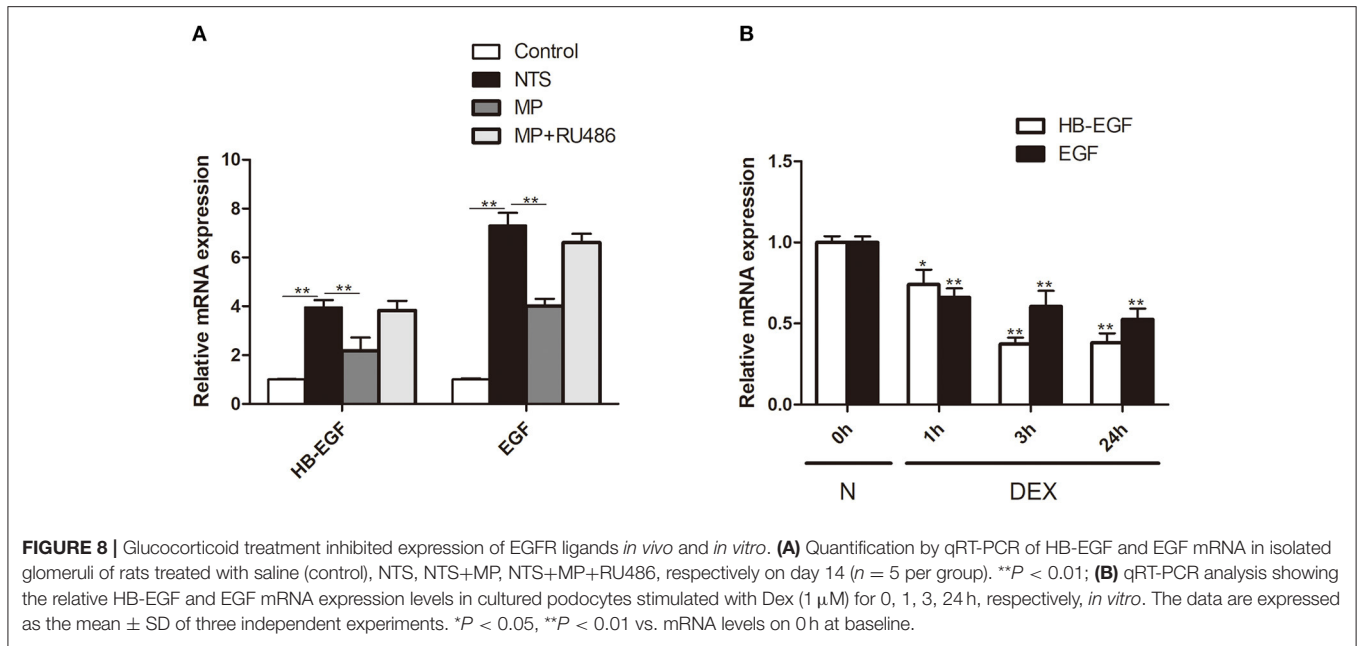 A
Control
NTS
MP
MP+RU486
Relative mRNA expression
10
8
6
4
2
0
** ** ** **
HB-EGF EGF
B
HB-EGF
EGF
Relative mRNA expression
1.5
1.0
0.5
0.0
* ** ** ** ** **
0h 1h 3h 24h
N DEX
FIGURE 8 | Glucocorticoid treatment inhibited expression of EGFR ligands in vivo and in vitro. (A) Quantification by qRT-PCR of HB-EGF and EGF mRNA in isolated
glomeruli of rats treated with saline (control), NTS, NTS+MP, NTS+MP+RU486, respectively on day 14 (n = 5 per group). **P < 0.01; (B) qRT-PCR analysis showing
the relative HB-EGF and EGF mRNA expression levels in cultured podocytes stimulated with Dex (1 μM) for 0, 1, 3, 24 h, respectively, in vitro. The data are expressed
as the mean ± SD of three independent experiments. *P < 0.05, **P < 0.01 vs. mRNA levels on 0 h at baseline.